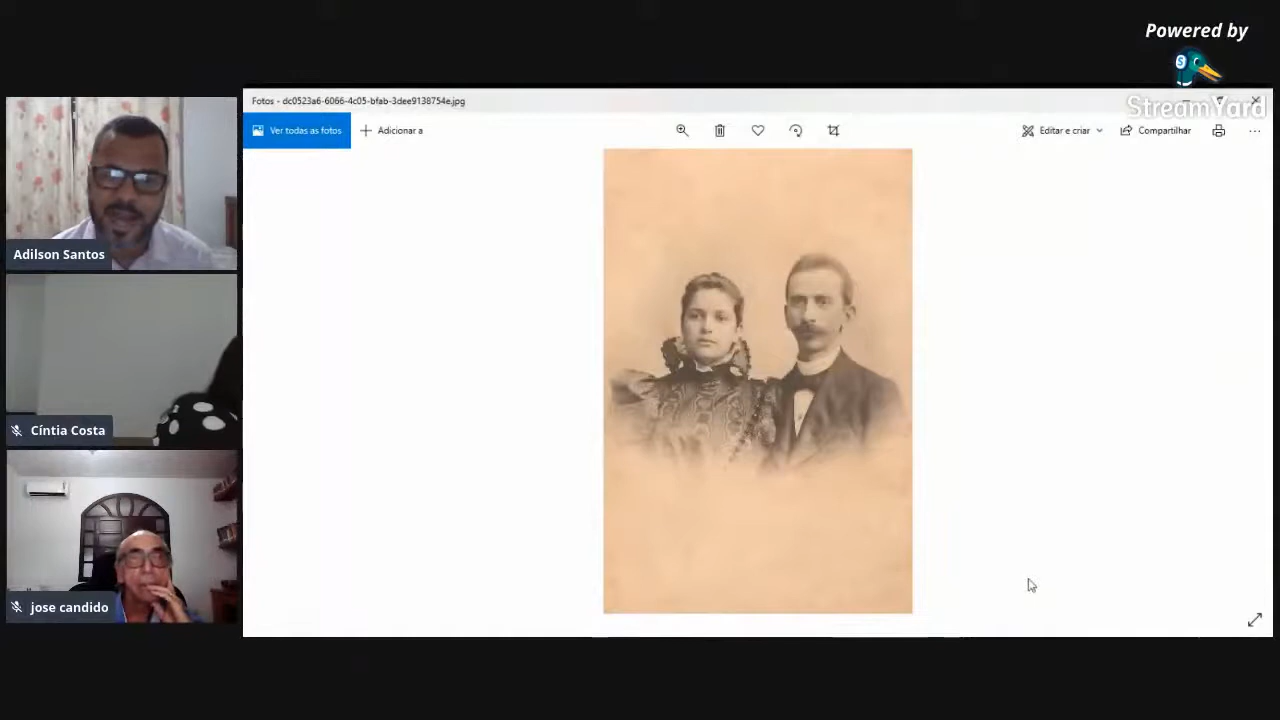 Powered by
StreamYard
Fotos - dc0523a6-6066-4c05-bfab-3dee9138754e.jpg
Ver todas as fotos
Adicionar a
Editar e criar
Compartilhar
Adilson Santos
Cíntia Costa
jose candido